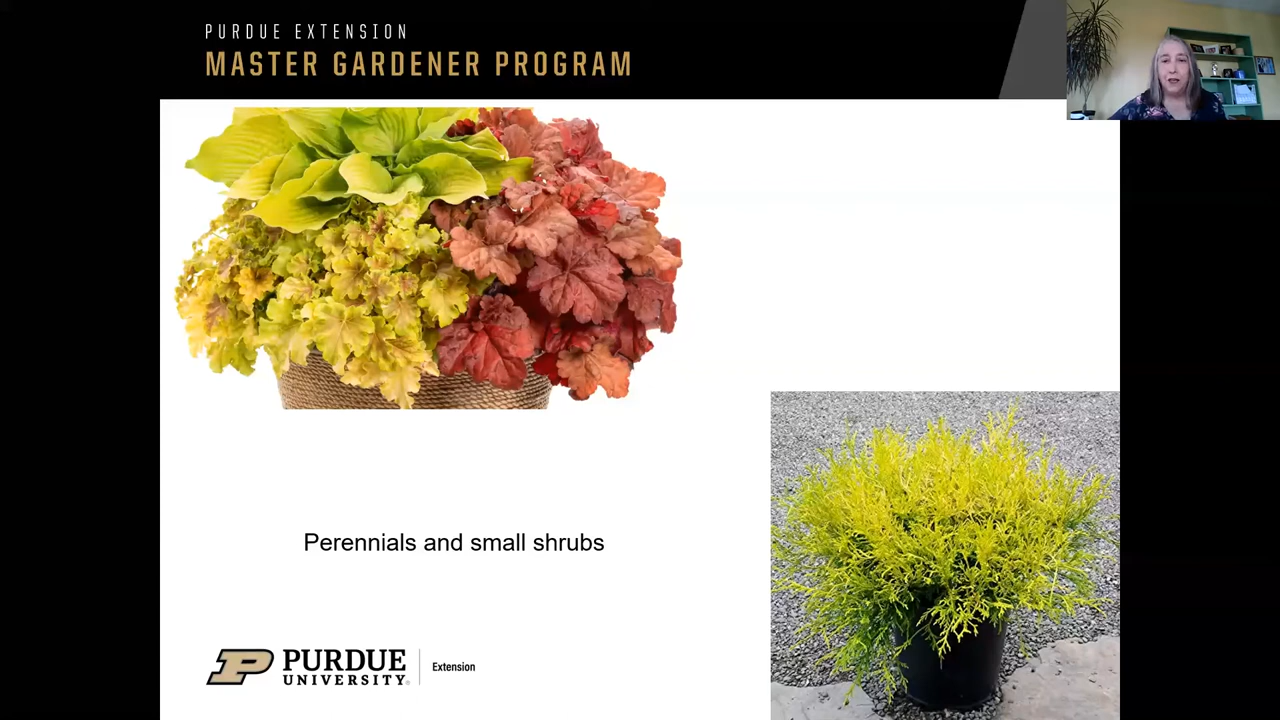 PURDUE EXTENSION
MASTER GARDENER PROGRAM
Perennials and small shrubs
PURDUE
UNIVERSITY®
Extension